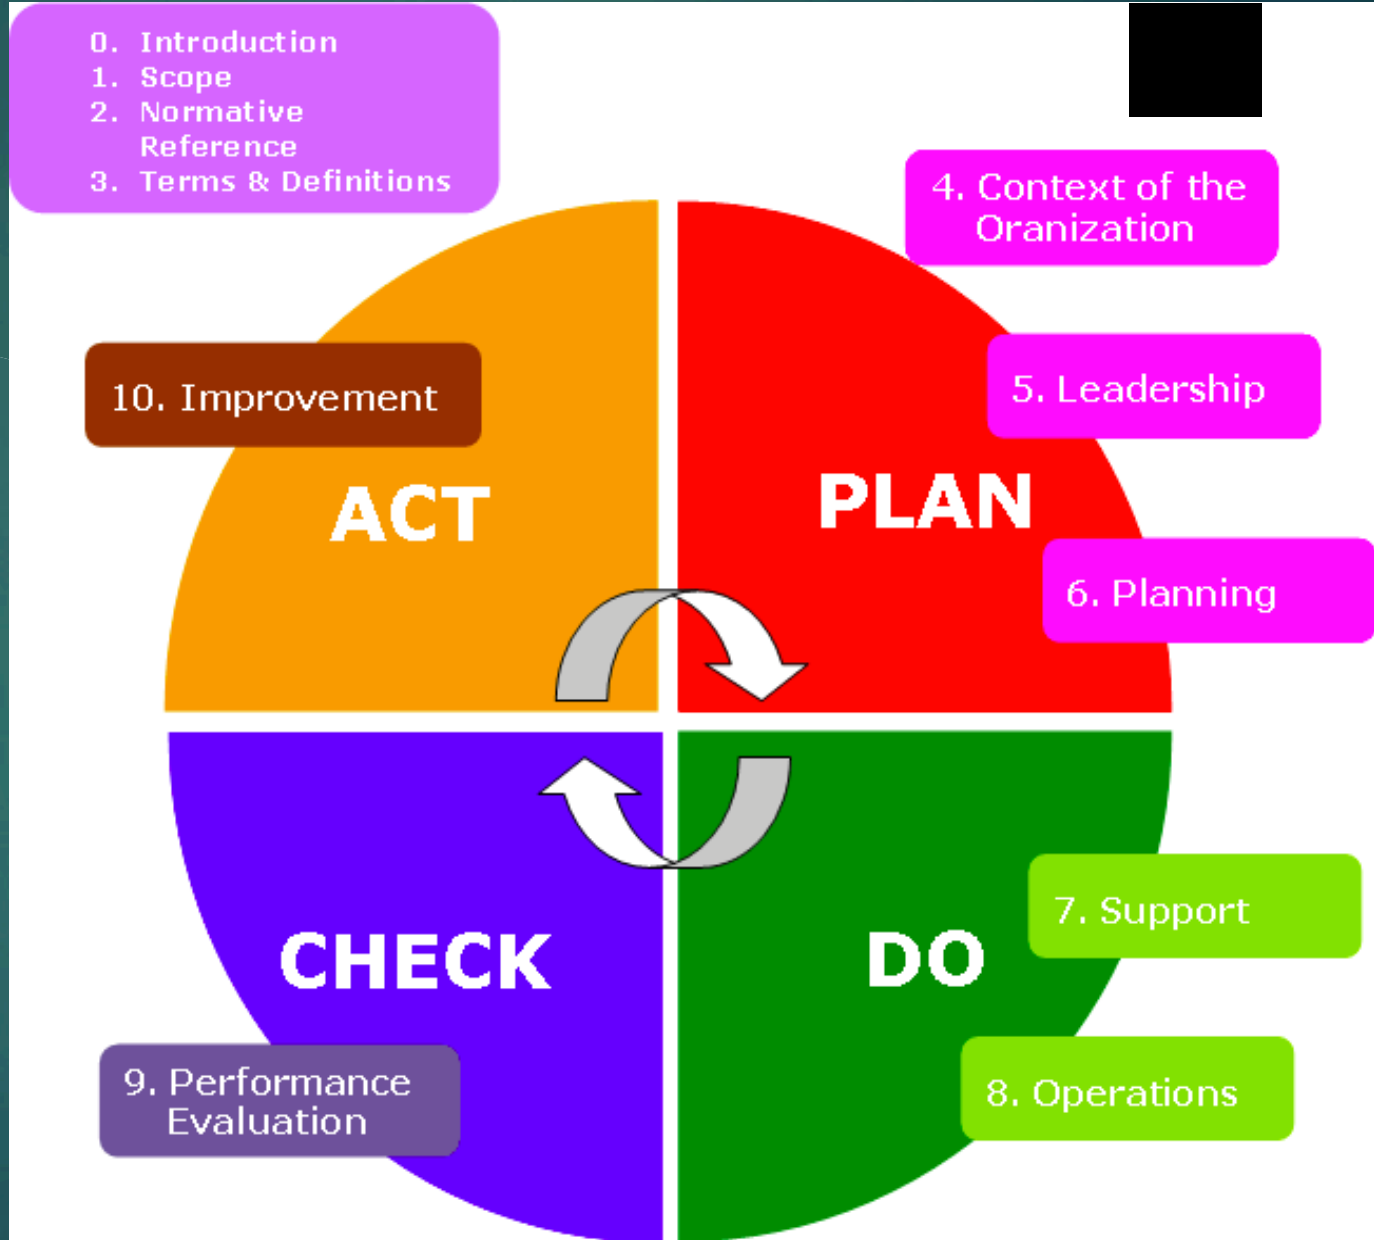 0. Introduction
1. Scope
2. Normative
Reference
3. Terms & Definitions
4. Context of the
Oranization
5. Leadership
10. Improvement
ACT
PLAN
6. Planning
7. Support
CHECK
DO
9. Performance
Evaluation
8. Operations